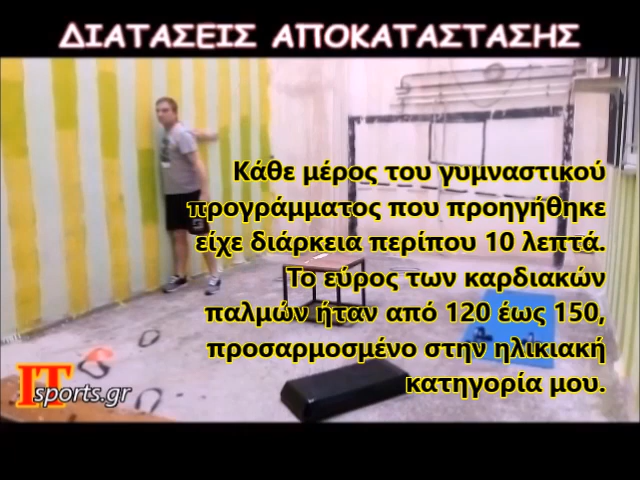 ΔΙΑΤΑΣΕΙΣ ΑΠΟΚΑΤΑΣΤΑΣΗΣ
Κάθε μέρος του γυμναστικού
προγράμματος που προηγήθηκε
είχε διάρκεια περίπου 10 λεπτά.
Το εύρος των καρδιακών
παλμών ήταν από 120 έως 150,
προσαρμοσμένο στην ηλικιακή
κατηγορία μου.
IT
sports.gr